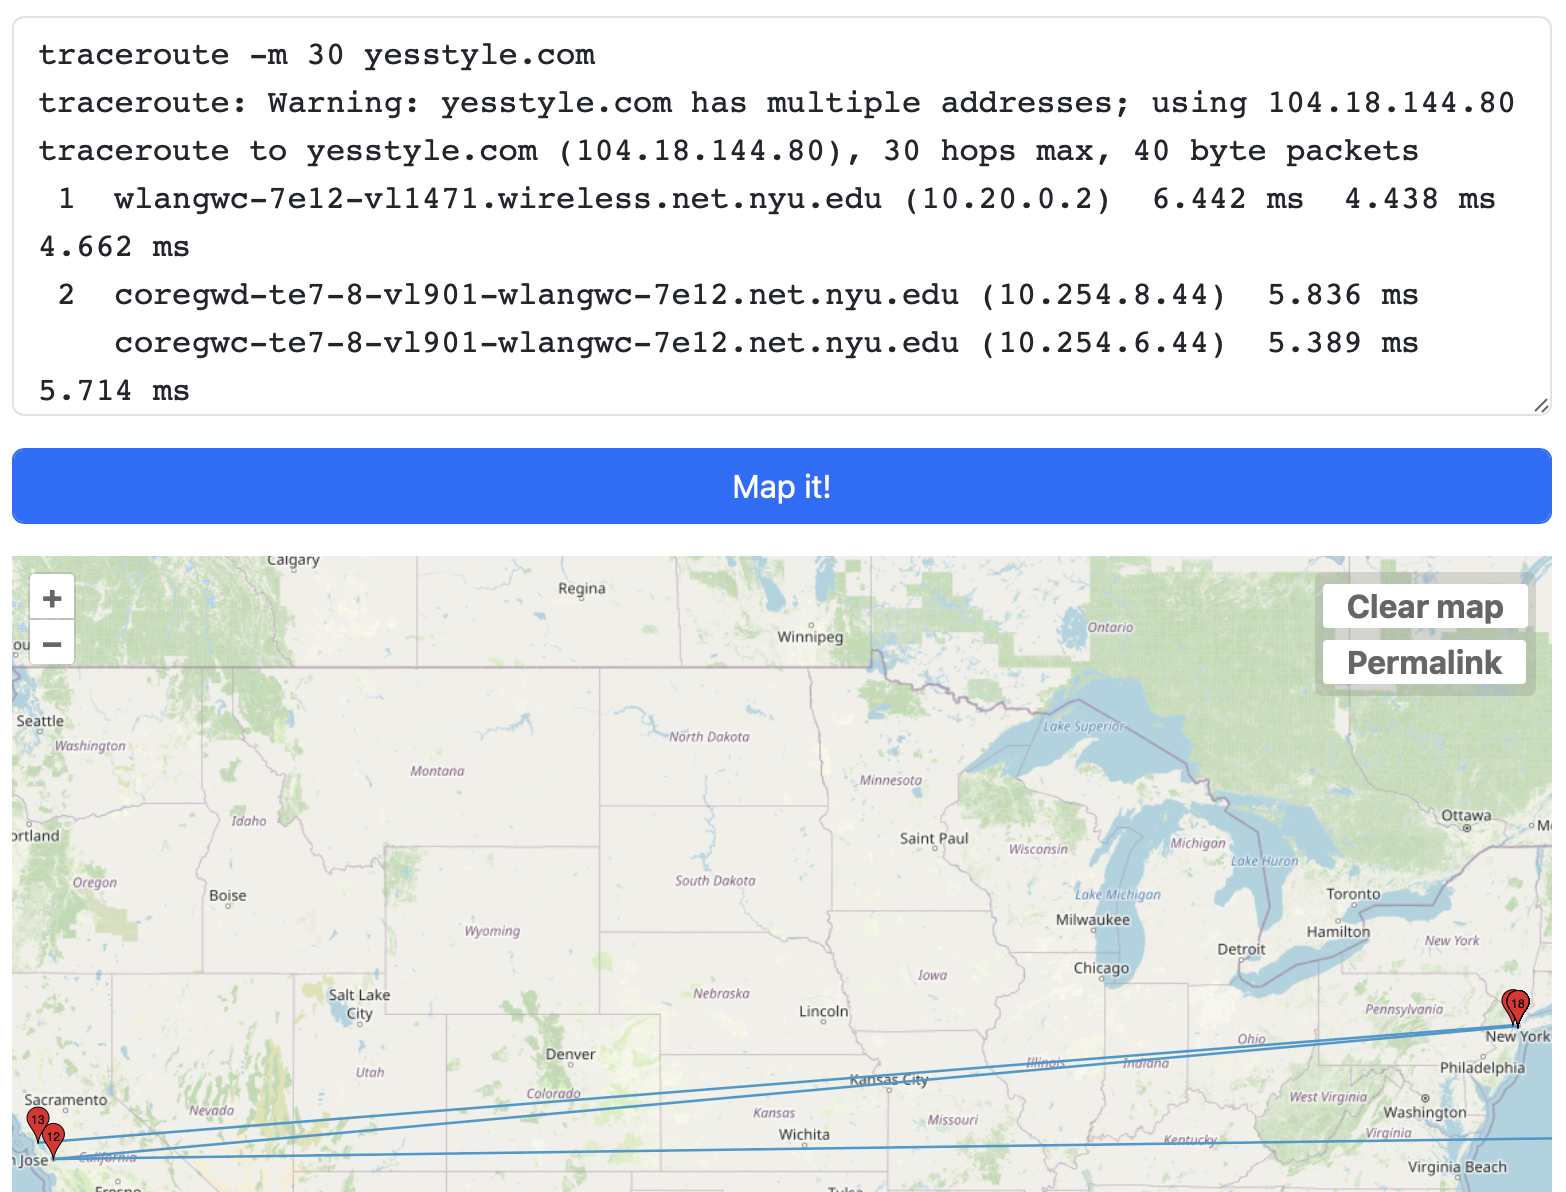 traceroute -m 30 yesstyle.com
traceroute: Warning: yesstyle.com has multiple addresses; using 104.18.144.80
traceroute to yesstyle.com (104.18.144.80), 30 hops max, 40 byte packets
1  wlangwc-7e12-vl1471.wireless.net.nyu.edu (10.20.0.2)  6.442 ms  4.438 ms
4.662 ms
2  coregwd-te7-8-vl901-wlangwc-7e12.net.nyu.edu (10.254.8.44)  5.836 ms
coregwc-te7-8-vl901-wlangwc-7e12.net.nyu.edu (10.254.6.44)  5.389 ms
5.714 ms
Map it!
Calgary
Regina
+
−
Clear map
Ontario
Winnipeg
ou
Permalink
Seattle
Lake Superior
North Dakota
Washington
Montana
Minnesota
Idaho
Ottawa
Mo
ortland
Saint Paul
Michigan
Wisconsin
Lake Huron
South Dakota
Oregon
Boise
Lake Michigan
Toronto
Milwaukee
Wyoming
Hamilton
New York
Detroit
Chicago
Iowa
Salt Lake
City
Nebraska
Lincoln
18
Pennsylvania
New York
Ohio
Denver
Illinois
Indiana
Utah
Philadelphia
Kansas City
Colorado
Sacramento
Nevada
West Virginia
Washington
Kansas
Missouri
13
12
Wichita
Virginia
Kentucky
n Jose
California
Virginia Beach
Fresno
Tulsa